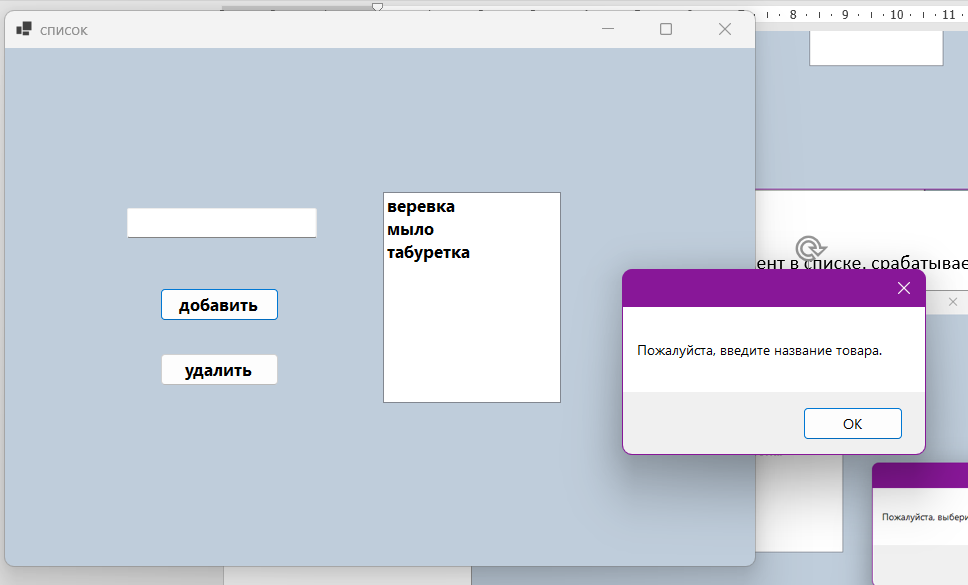 список
8 · ı · 9 · ı · 10 · ı · 11
веревка
мыло
табуретка
добавить
удалить
ент в списке, срабатывае
Пожалуйста, введите название товара.
OK
Пожалуйста, выбери